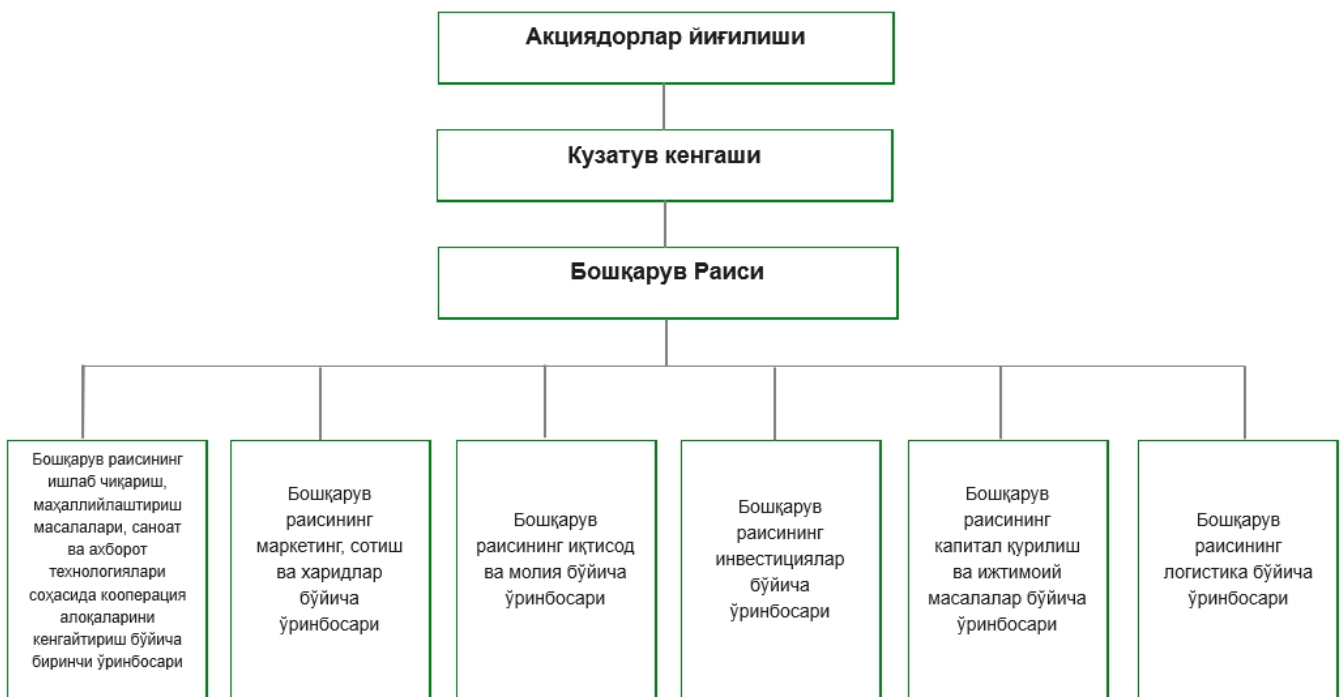 Акциядорлар йиғилиши
Кузатув кенгаши
Бошқарув Раиси
Бошқарув раисининг
ишлаб чиқариш,
маҳаллийлаштириш
масалалари, саноат
ва ахборот
технологиялари
соҳасида кооперация
алоқаларини
кенгайтириш бўйича
биринчи ўринбосари
Бошқарув
раисининг
маркетинг, сотиш
ва харидлар
бўйича
ўринбосари
Бошқарув
раисининг иқтисод
ва молия бўйича
ўринбосари
Бошқарув
раисининг
инвестициялар
бўйича
ўринбосари
Бошқарув
раисининг
капитал қурилиш
ва ижтимоий
масалалар бўйича
ўринбосари
Бошқарув
раисининг
логистика бўйича
ўринбосари